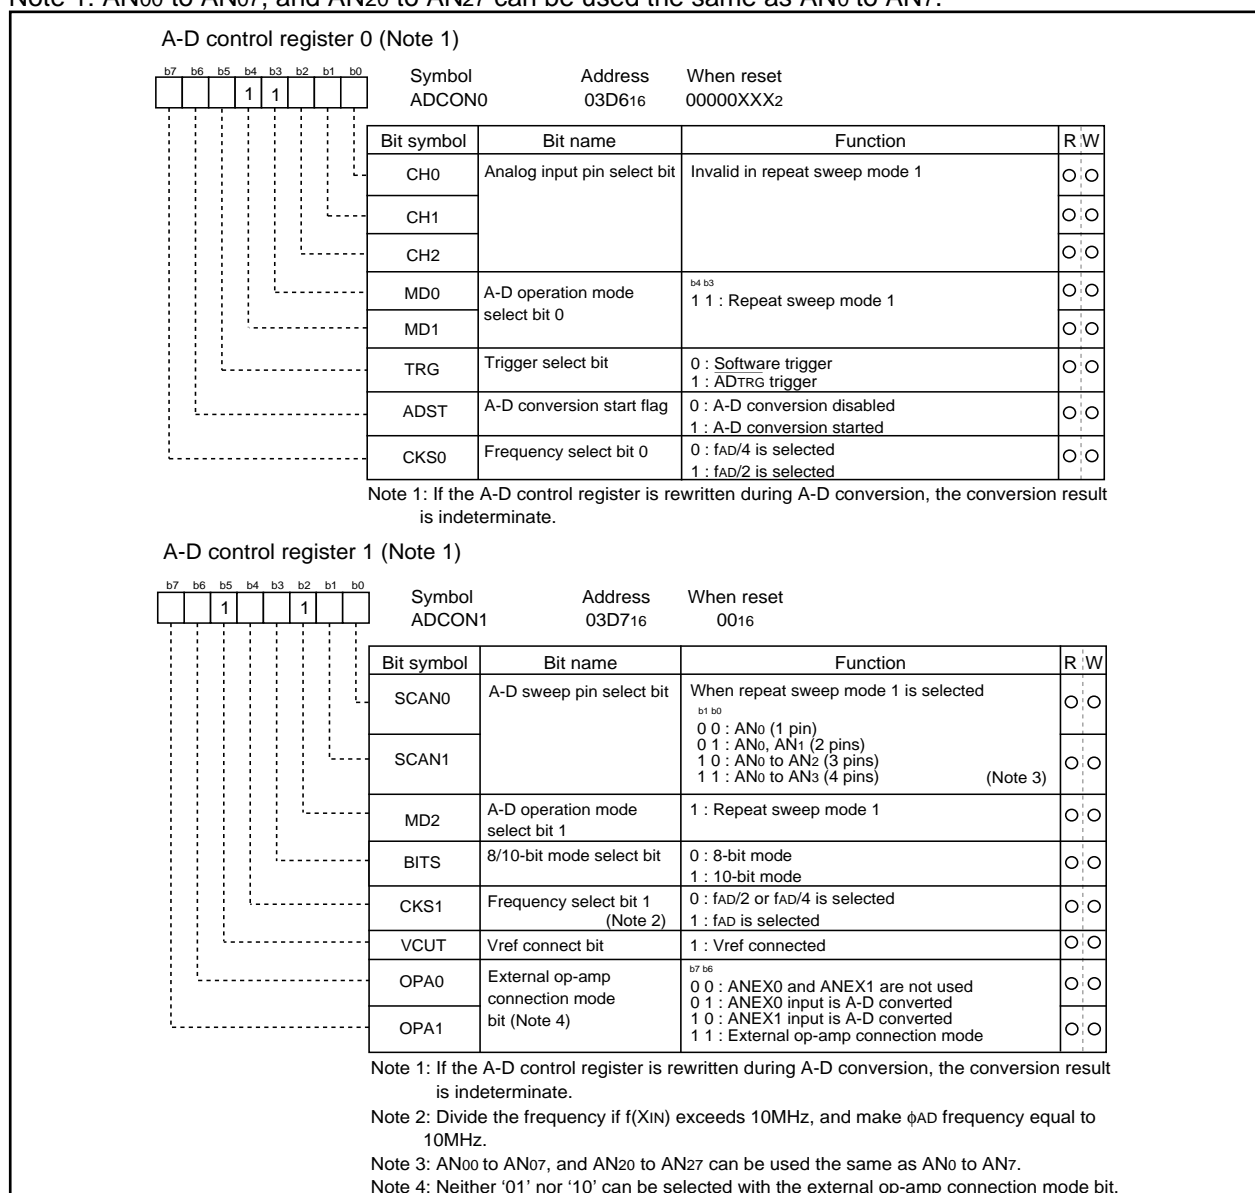 Note 1: AN00 to AN07, and AN20 to AN27 can be used the same as AN0 to AN7.
A-D control register 0 (Note 1)
b7 b6 b5 b4 b3 b2 b1 b0
1 1
Symbol Address When reset
ADCON0 03D616 00000XXX2
Bit symbol Bit name Function R W
CH0 Analog input pin select bit Invalid in repeat sweep mode 1
CH1
CH2
MD0 A-D operation mode select bit 0
b4 b3
1 1 : Repeat sweep mode 1
MD1
TRG Trigger select bit 0 : Software trigger
1 : ADTRG trigger
ADST A-D conversion start flag 0 : A-D conversion disabled
1 : A-D conversion started
CKS0 Frequency select bit 0 0 : fAD/4 is selected
1 : fAD/2 is selected
Note 1: If the A-D control register is rewritten during A-D conversion, the conversion result
is indeterminate.
A-D control register 1 (Note 1)
b7 b6 b5 b4 b3 b2 b1 b0
1 1
Symbol Address When reset
ADCON1 03D716 0016
Bit symbol Bit name Function R W
SCAN0 A-D sweep pin select bit When repeat sweep mode 1 is selected
b1 b0
0 0 : AN0 (1 pin)
0 1 : AN0, AN1 (2 pins)
SCAN1 1 0 : AN0 to AN2 (3 pins)
1 1 : AN0 to AN3 (4 pins) (Note 3)
MD2 A-D operation mode select bit 1 1 : Repeat sweep mode 1
BITS 8/10-bit mode select bit 0 : 8-bit mode
1 : 10-bit mode
CKS1 Frequency select bit 1 (Note 2) 0 : fAD/2 or fAD/4 is selected
1 : fAD is selected
VCUT Vref connect bit 1 : Vref connected
OPA0 External op-amp connection mode bit (Note 4)
b7 b6
0 0 : ANEX0 and ANEX1 are not used
0 1 : ANEX0 input is A-D converted
1 0 : ANEX1 input is A-D converted
OPA1 1 1 : External op-amp connection mode
Note 1: If the A-D control register is rewritten during A-D conversion, the conversion result
is indeterminate.
Note 2: Divide the frequency if f(XIN) exceeds 10MHz, and make ϕAD frequency equal to
10MHz.
Note 3: AN00 to AN07, and AN20 to AN27 can be used the same as AN0 to AN7.
Note 4: Neither ‘01’ nor ‘10’ can be selected with the external op-amp connection mode bit.